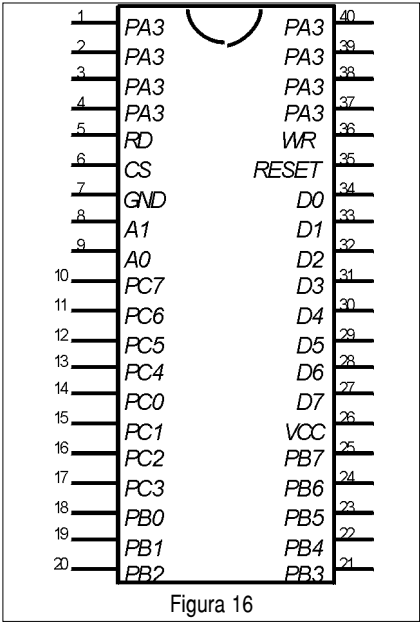 1 PA3 PA3 40
2 PA3 PA3 39
3 PA3 PA3 38
4 PA3 PA3 37
5 RD WR 36
6 CS RESET 35
7 GND D0 34
8 A1 D1 33
9 A0 D2 32
10 PC7 D3 31
11 PC6 D4 30
12 PC5 D5 29
13 PC4 D6 28
14 PC0 D7 27
15 PC1 VCC 26
16 PC2 PB7 25
17 PC3 PB6 24
18 PB0 PB5 23
19 PB1 PB4 22
20 PB2 PB3 21
Figura 16